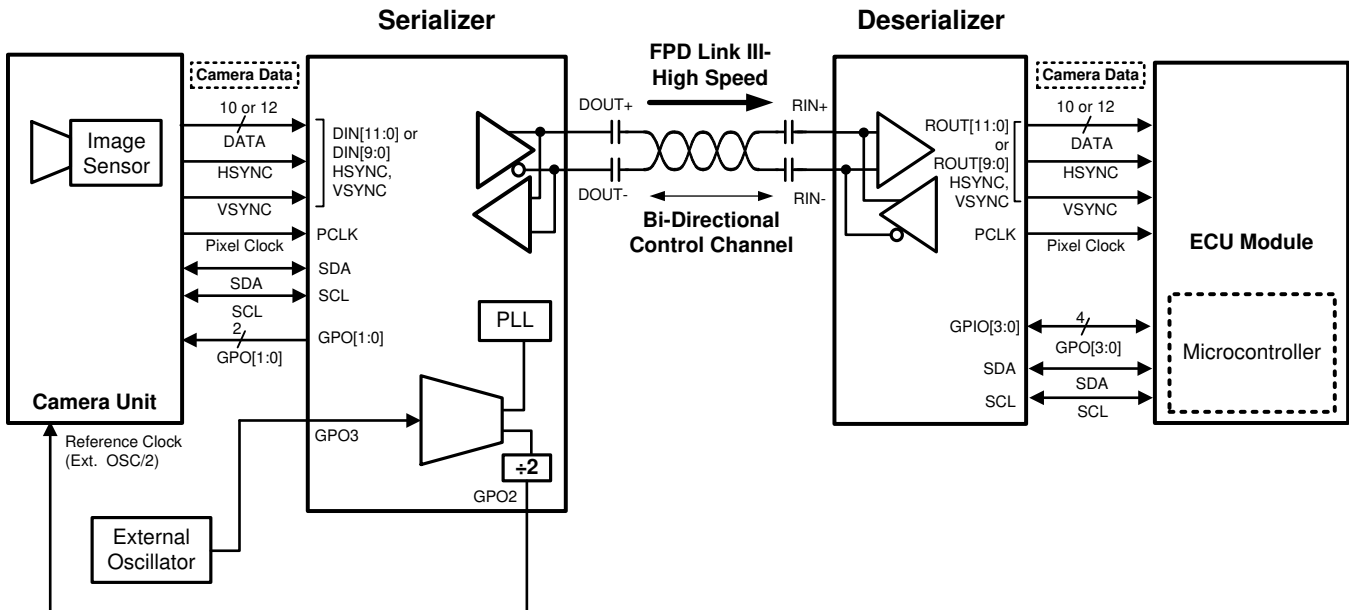 Serializer
Deserializer
FPD Link III-
High Speed
Camera Data
10 or 12
DATA
HSYNC
VSYNC
Pixel Clock
SDA
SCL
2
GPO[1:0]
Image
Sensor
Camera Unit
DIN[11:0] or
DIN[9:0]
HSYNC,
VSYNC
PCLK
SDA
SCL
GPO[1:0]
PLL
GPO3
÷2
GPO2
Reference Clock
(Ext. OSC/2)
External
Oscillator
DOUT+
DOUT-
RIN+
RIN-
Bi-Directional
Control Channel
ROUT[11:0]
or
ROUT[9:0]
HSYNC,
VSYNC
PCLK
GPIO[3:0]
SDA
SCL
Camera Data
10 or 12
DATA
HSYNC
VSYNC
Pixel Clock
4
GPO[3:0]
SDA
SCL
ECU Module
Microcontroller